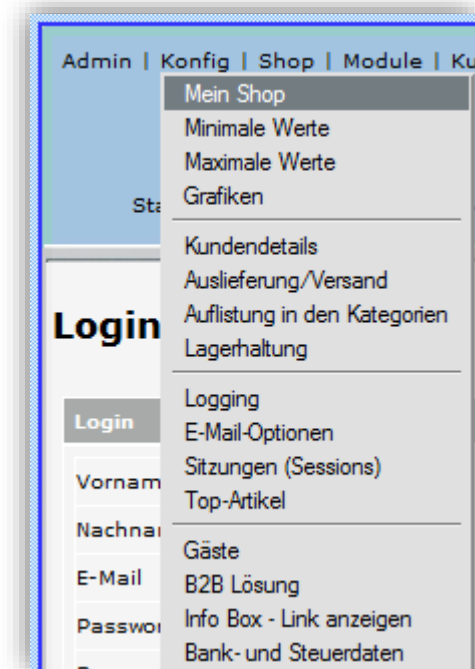 Admin | Konfig | Shop | Module |
Mein Shop
Minimale Werte
Maximale Werte
Grafiken
Kundendetails
Auslieferung/Versand
Auflistung in den Kategorien
Lagerhaltung
Logging
E-Mail-Optionen
Sitzungen (Sessions)
Top-Artikel
Gäste
B2B Lösung
Info Box - Link anzeigen
Bank- und Steuerdaten
Login
Login
E-Mail